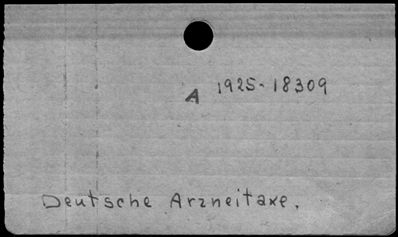 A 1925-18309
Deutsche Arzneitaxe.